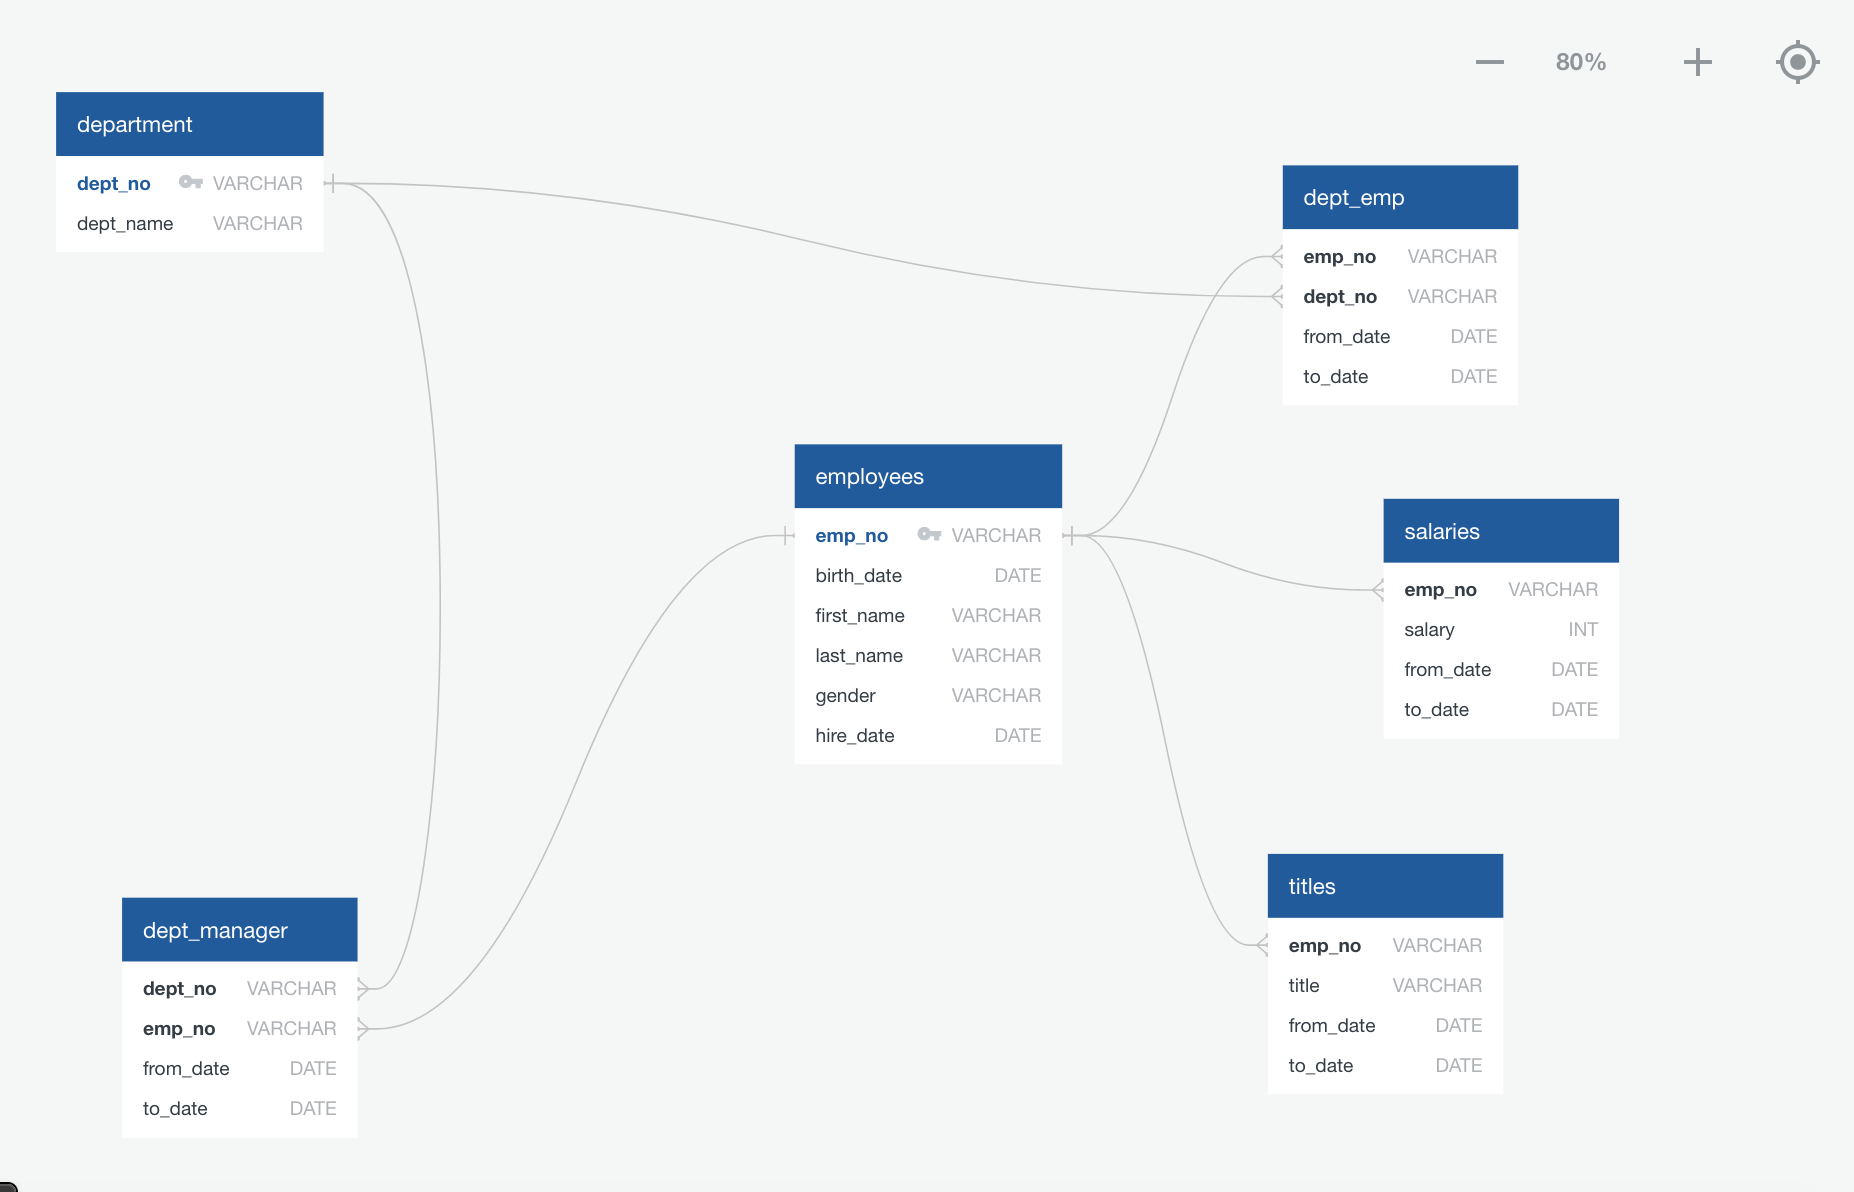 80%
department
dept_no VARCHAR
dept_name VARCHAR
dept_emp
emp_no VARCHAR
dept_no VARCHAR
from_date DATE
to_date DATE
employees
emp_no VARCHAR
birth_date DATE
first_name VARCHAR
last_name VARCHAR
gender VARCHAR
hire_date DATE
salaries
emp_no VARCHAR
salary INT
from_date DATE
to_date DATE
titles
emp_no VARCHAR
title VARCHAR
from_date DATE
to_date DATE
dept_manager
dept_no VARCHAR
emp_no VARCHAR
from_date DATE
to_date DATE